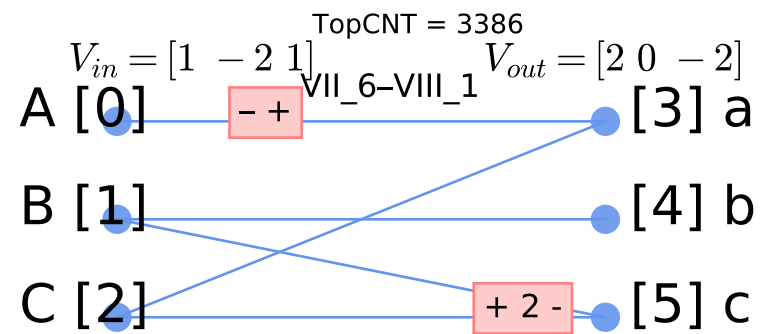 TopCNT = 3386
V_in = [1 −2 1]
V_out = [2 0 −2]
VII_6–VIII_1
A [0]
– +
[3] a
B [1]
[4] b
C [2]
+ 2 -
[5] c